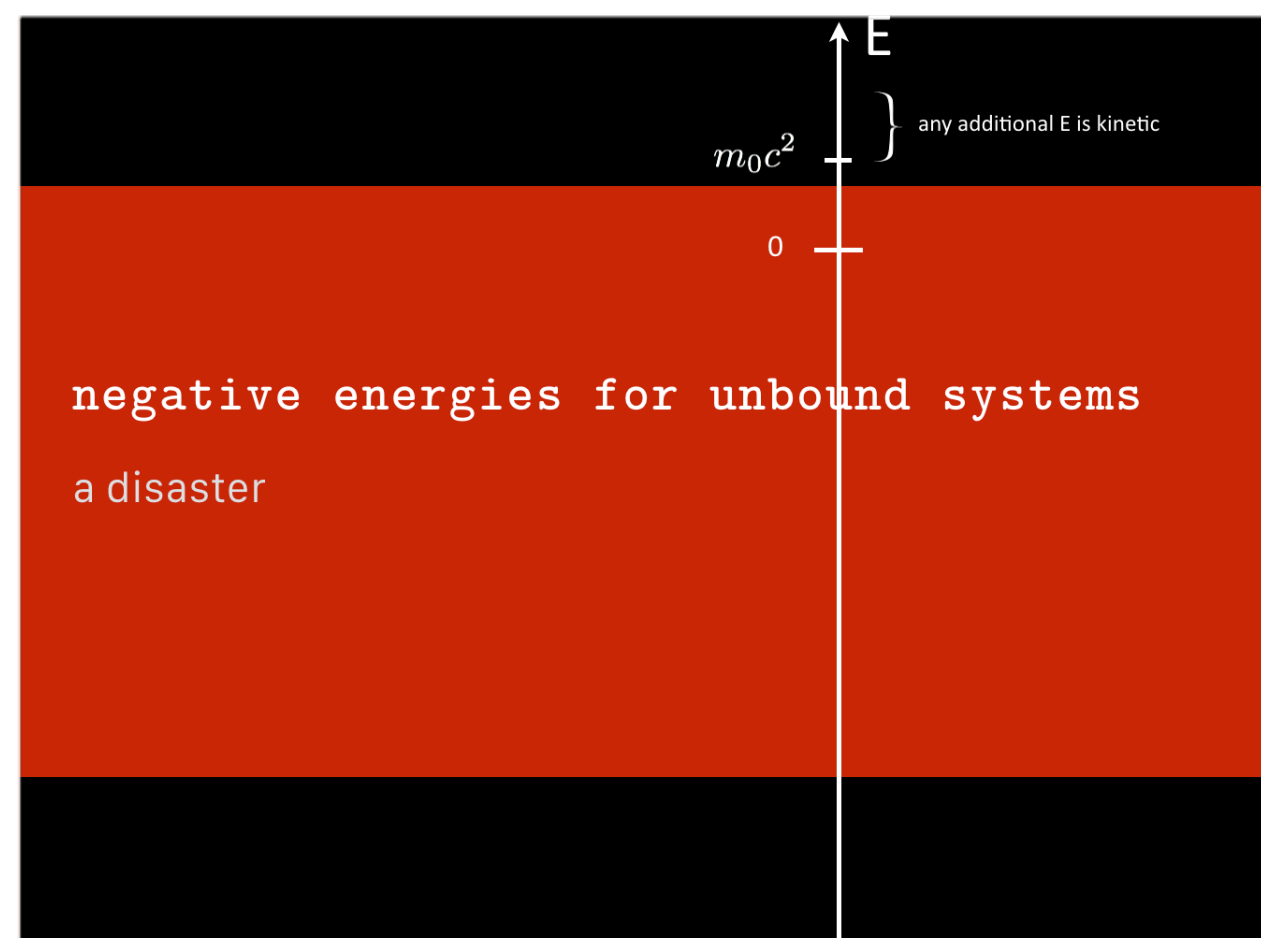 E
any additional E is kinetic
m₀c²
0
negative energies for unbound systems
a disaster